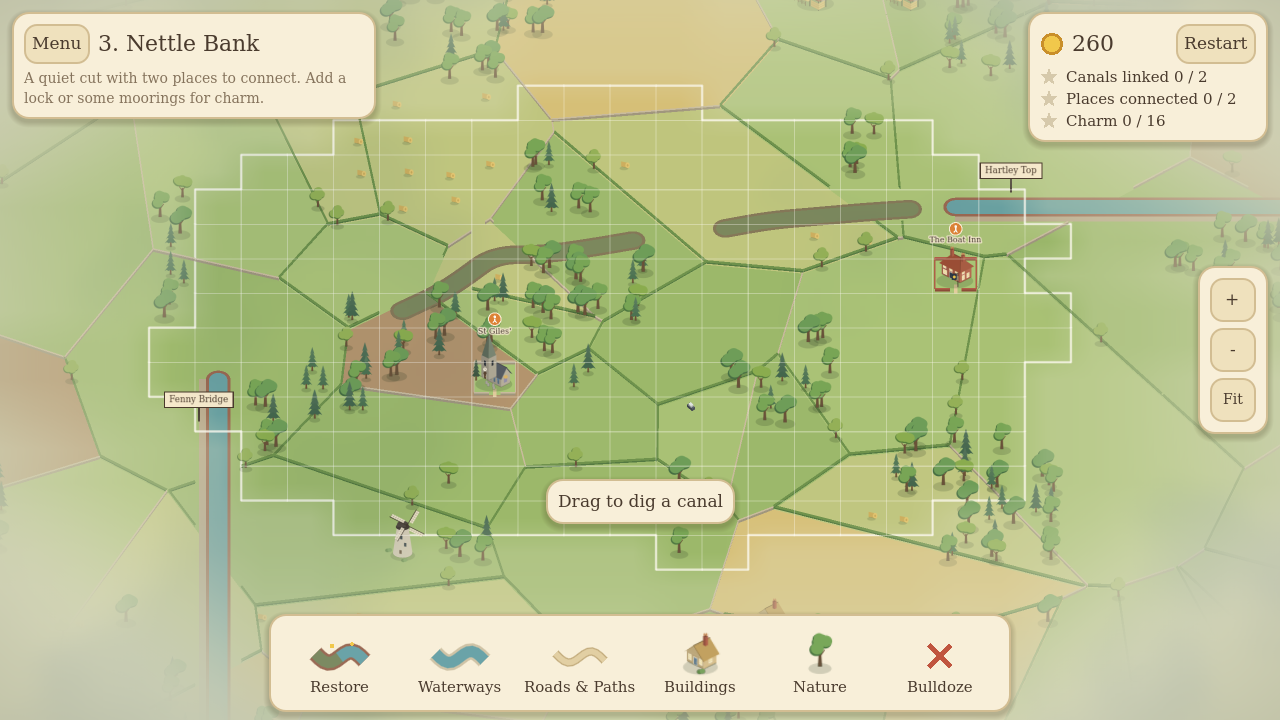 Menu
3. Nettle Bank
A quiet cut with two places to connect. Add a
lock or some moorings for charm.
260
Restart
Canals linked 0 / 2
Places connected 0 / 2
Charm 0 / 16
Hartley Top
1
The Boat Inn
1
St Giles'
Fenny Bridge
+
-
Fit
Drag to dig a canal
Restore
Waterways
Roads & Paths
Buildings
Nature
Bulldoze